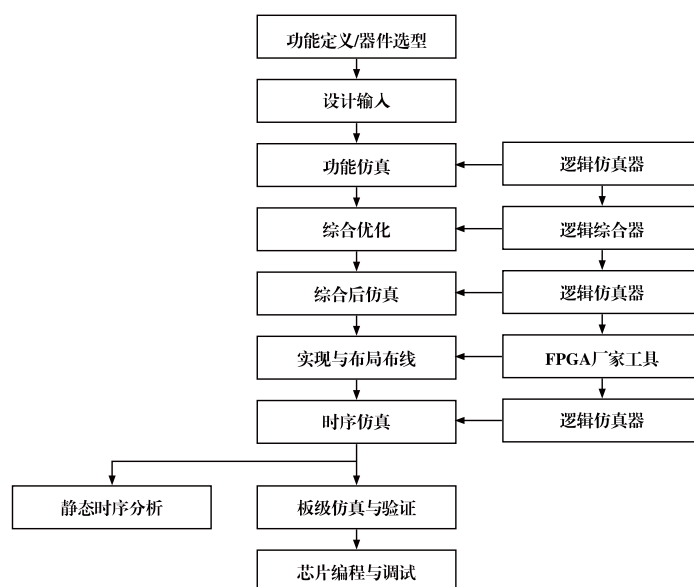 功能定义/器件选型
设计输入
功能仿真
逻辑仿真器
综合优化
逻辑综合器
综合后仿真
逻辑仿真器
实现与布局布线
FPGA厂家工具
时序仿真
逻辑仿真器
静态时序分析
板级仿真与验证
芯片编程与调试